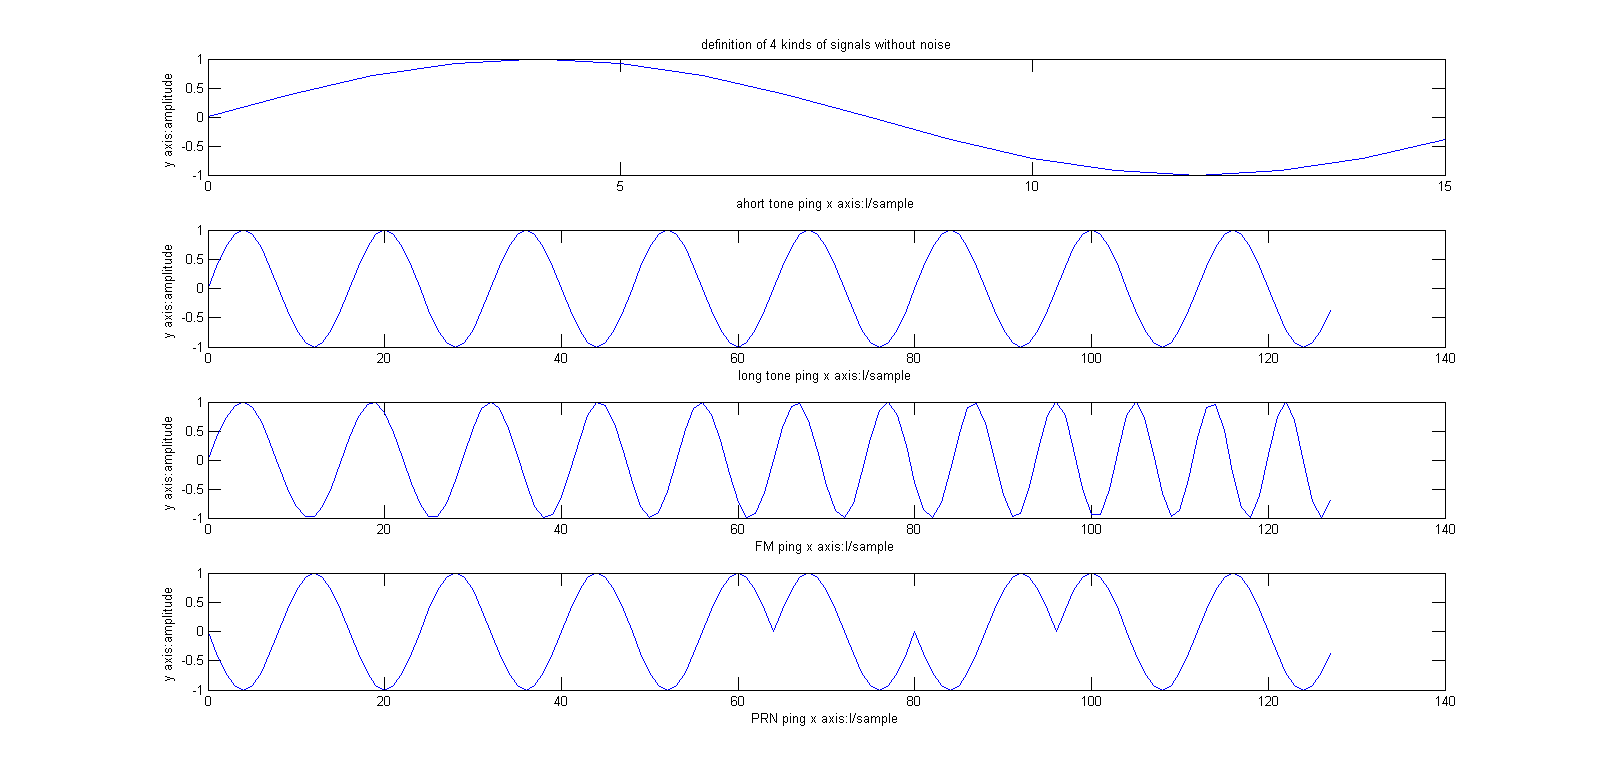 definition of 4 kinds of signals without noise
y axis:amplitude
1
0.5
0
-0.5
-1
0 5 10 15
ahort tone ping x axis:l/sample
y axis:amplitude
1
0.5
0
-0.5
-1
0 20 40 60 80 100 120 140
long tone ping x axis:l/sample
y axis:amplitude
1
0.5
0
-0.5
-1
0 20 40 60 80 100 120 140
FM ping x axis:l/sample
y axis:amplitude
1
0.5
0
-0.5
-1
0 20 40 60 80 100 120 140
PRN ping x axis:l/sample